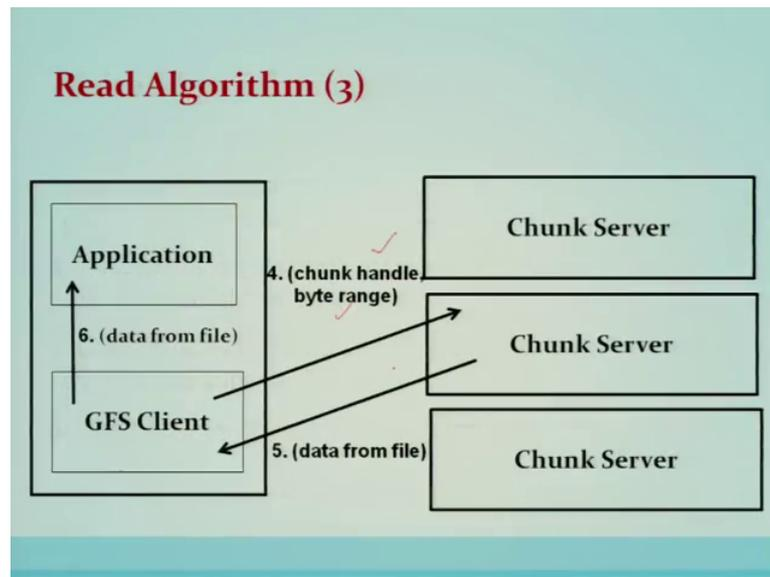 Read Algorithm (3)
Application
6. (data from file)
GFS Client
4. (chunk handle,
byte range)
5. (data from file)
Chunk Server
Chunk Server
Chunk Server